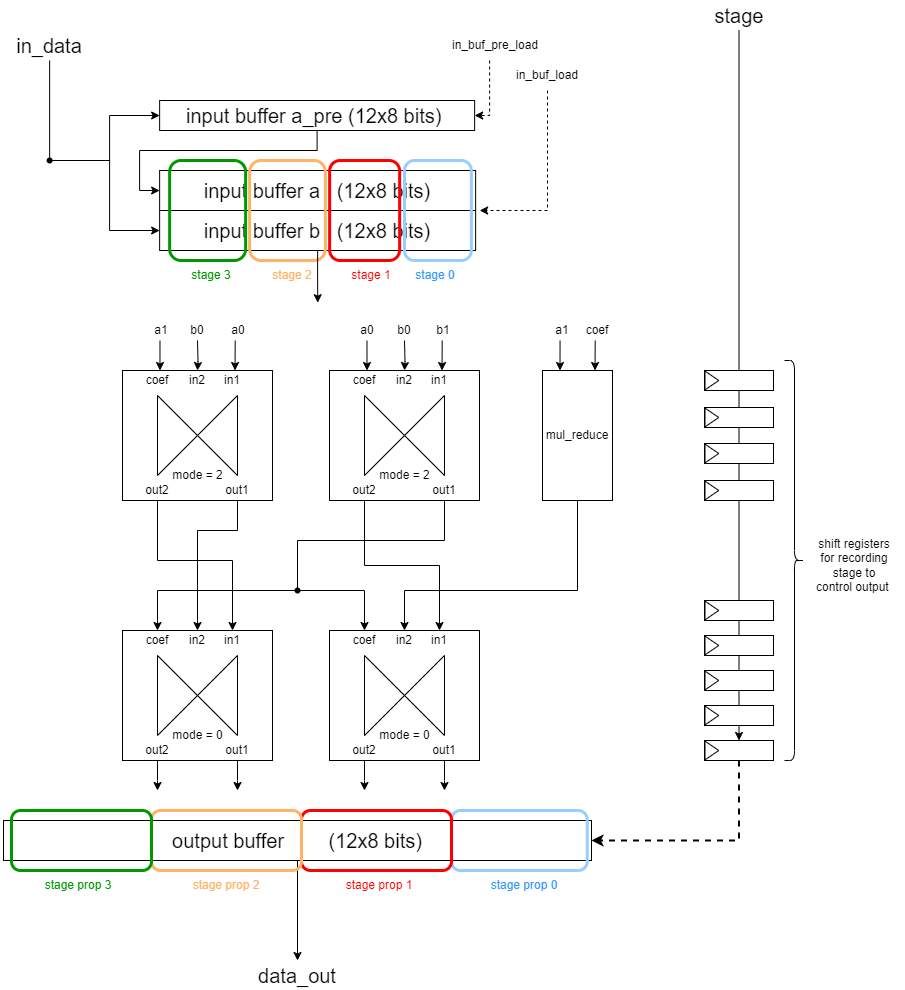 stage
in_data
in_buf_pre_load
in_buf_load
input buffer a_pre (12x8 bits)
input buffer a (12x8 bits)
input buffer b (12x8 bits)
stage 3 stage 2 stage 1 stage 0
a1 b0 a0 a0 b0 b1 a1 coef
coef in2 in1 coef in2 in1
mul_reduce
mode = 2 mode = 2
out2 out1 out2 out1
shift registers
for recording
stage to
control output
coef in2 in1 coef in2 in1
mode = 0 mode = 0
out2 out1 out2 out1
output buffer (12x8 bits)
stage prop 3 stage prop 2 stage prop 1 stage prop 0
data_out